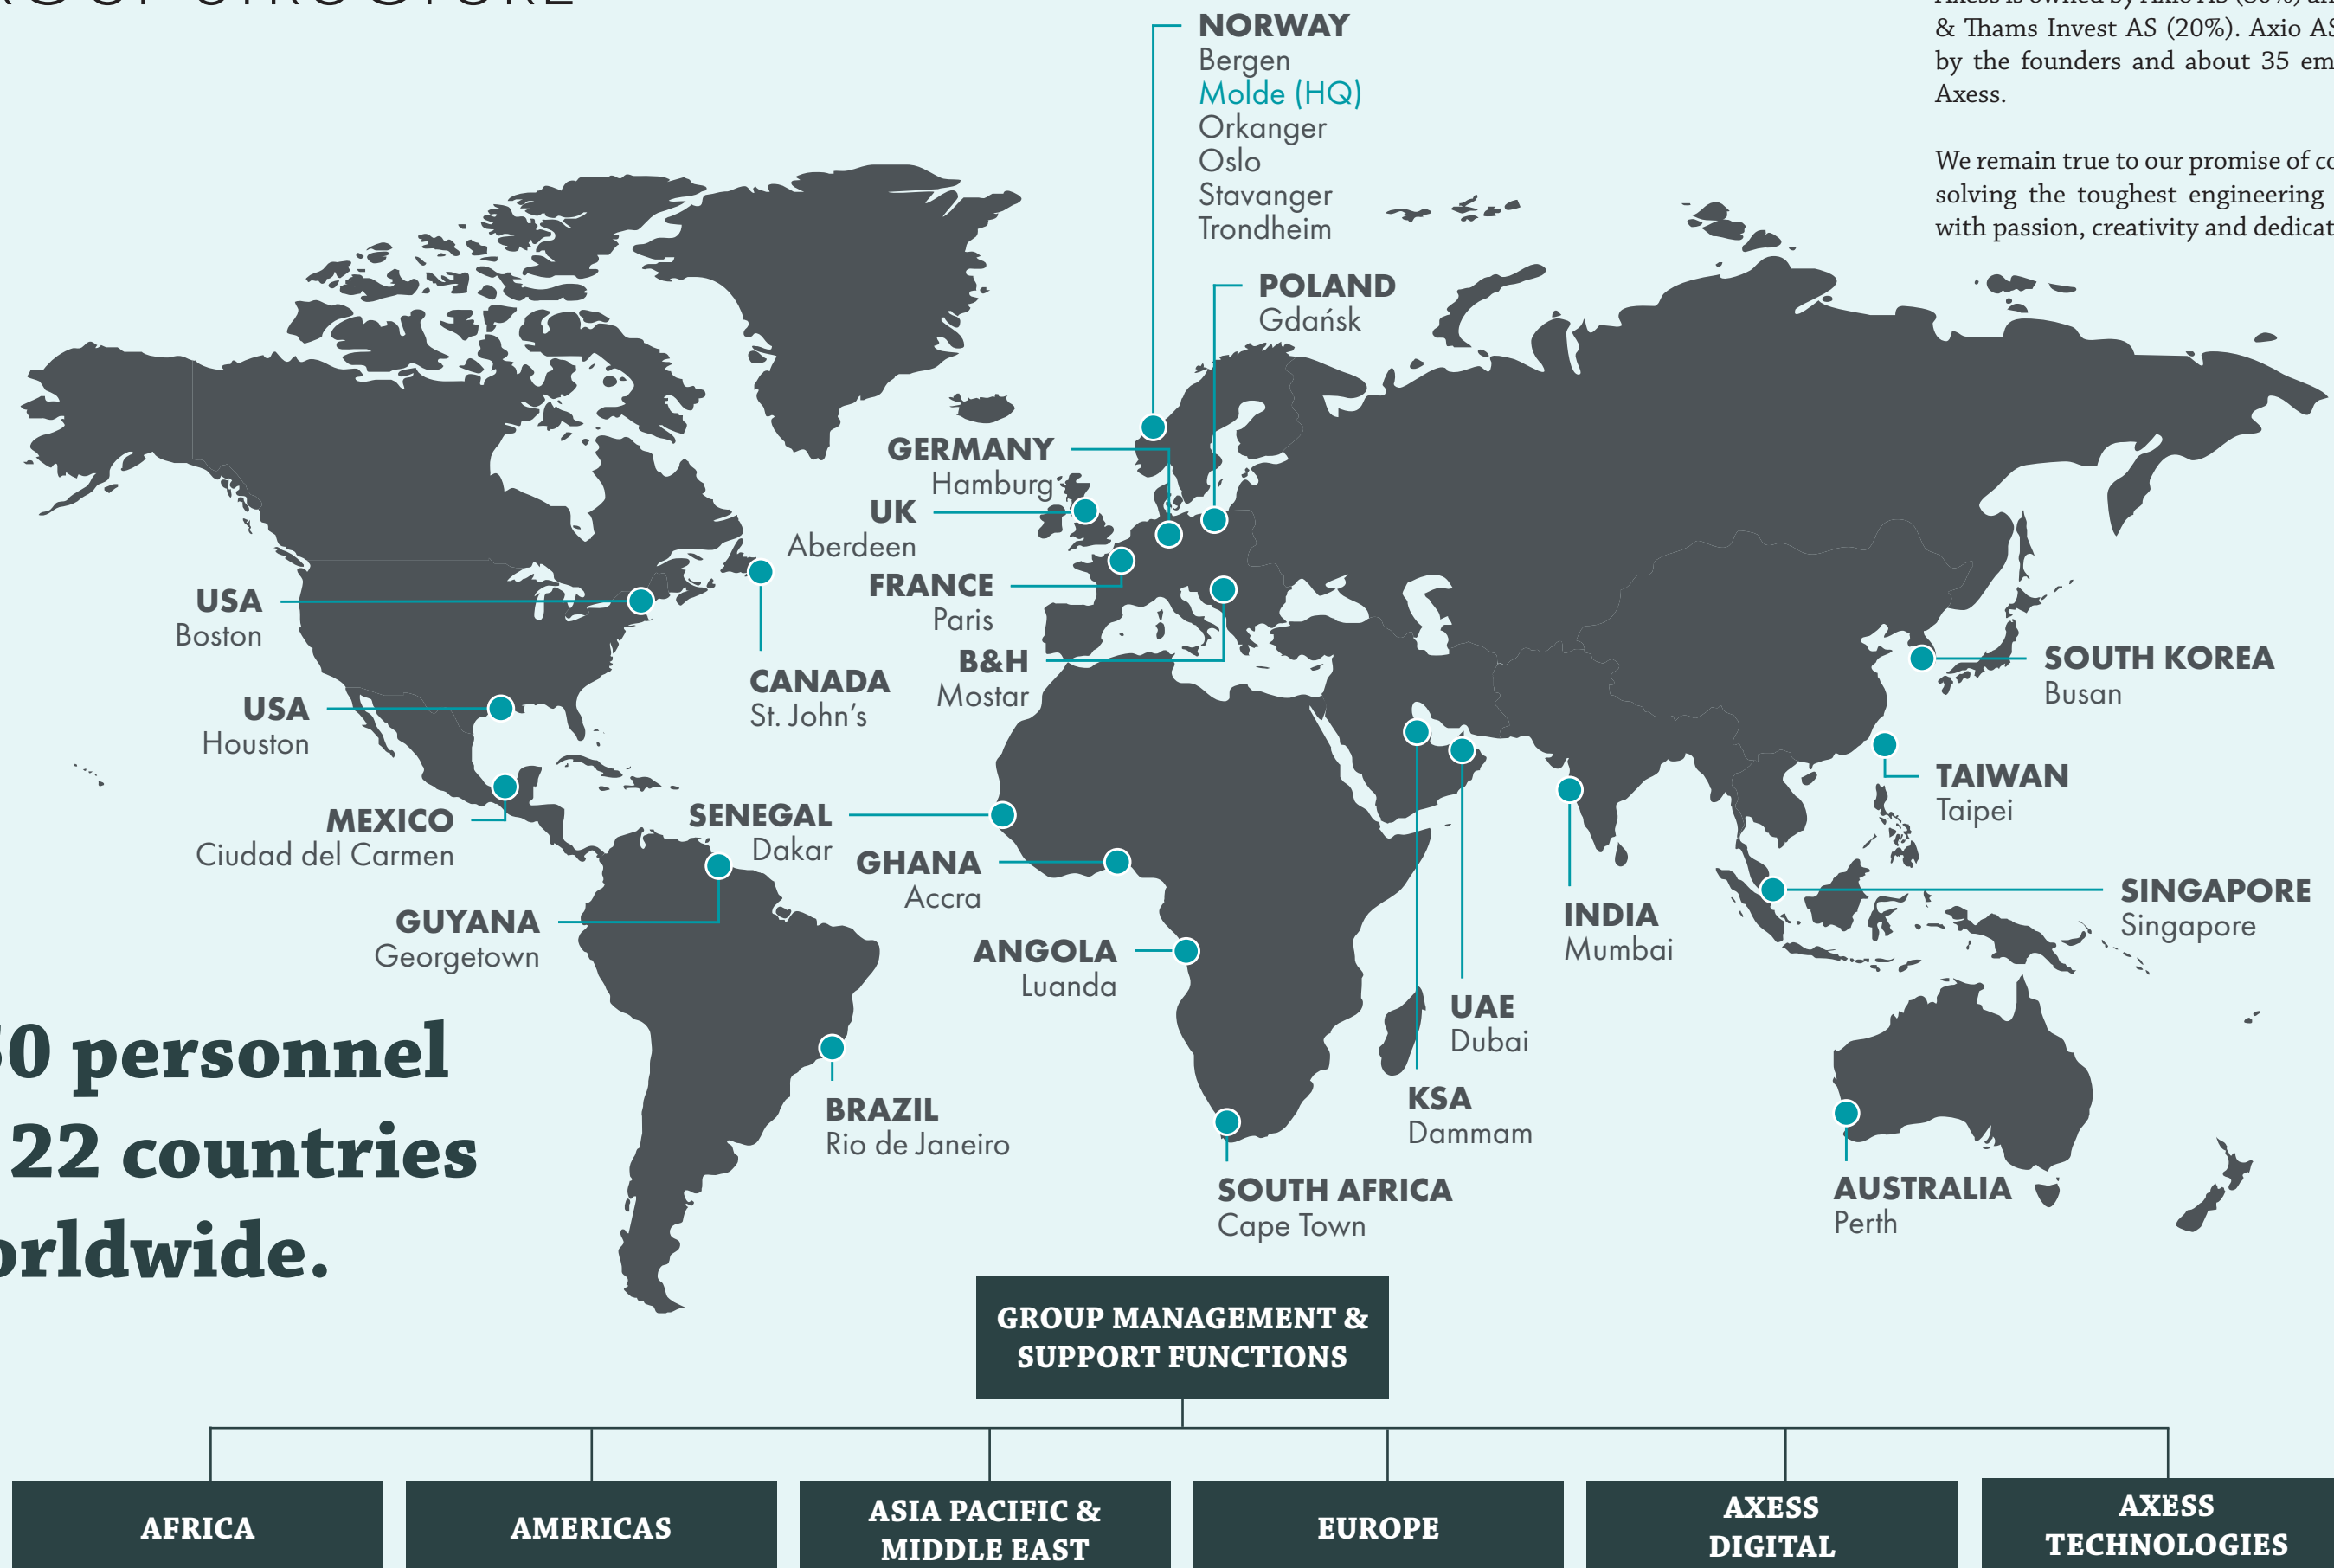 STRUCTURE
& Thams Invest AS (20%). Axio AS
by the founders and about 35
Axess.
We remain true to our promise of
solving the toughest engineering
with passion, creativity and
NORWAY
Bergen
Molde (HQ)
Orkanger
Oslo
Stavanger
Trondheim
POLAND
Gdańsk
GERMANY
Hamburg
UK
Aberdeen
FRANCE
Paris
B&H
Mostar
USA
Boston
USA
Houston
CANADA
St. John's
MEXICO
Ciudad del Carmen
SENEGAL
Dakar
GHANA
Accra
GUYANA
Georgetown
ANGOLA
Luanda
BRAZIL
Rio de Janeiro
SOUTH AFRICA
Cape Town
KSA
Dammam
UAE
Dubai
INDIA
Mumbai
SOUTH KOREA
Busan
TAIWAN
Taipei
SINGAPORE
Singapore
AUSTRALIA
Perth
personnel
22 countries
GROUP MANAGEMENT &
SUPPORT FUNCTIONS
AFRICA
AMERICAS
ASIA PACIFIC &
MIDDLE EAST
EUROPE
AXESS
DIGITAL
AXESS
TECHNOLOGIES